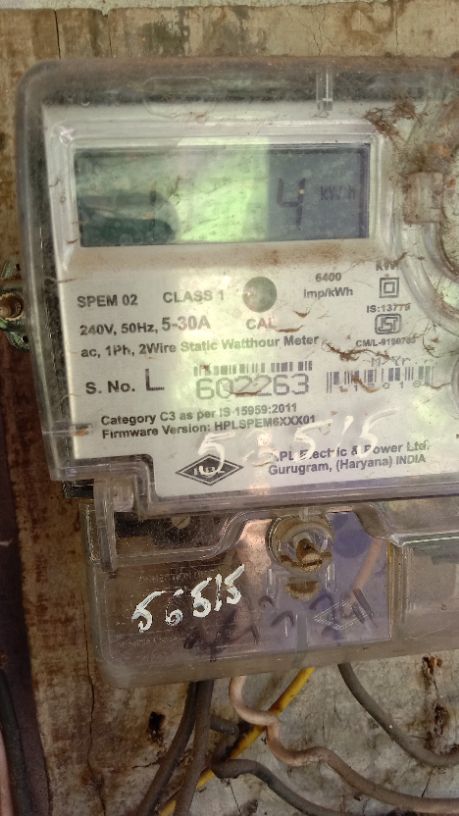 4 kWh
SPEM 02 CLASS 1 6400 imp/kWh
240V, 50Hz, 5-30A CAL
IS:13779
ac, 1Ph, 2Wire Static Watthour Meter
S. No. L 602263
Category C3 as per IS 15959:2011
Firmware Version: HPLSPEM6XXX01
Electric & Power Ltd.
Gurugram, (Haryana) INDIA
56515